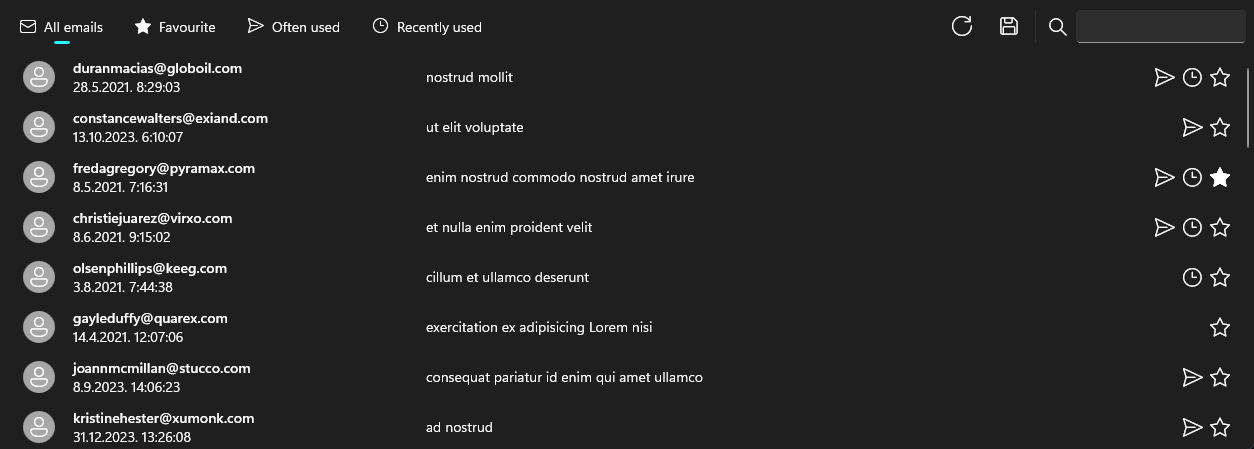 All emails Favourite Often used Recently used
duranmacias@globoil.com
28.5.2021. 8:29:03
nostrud mollit
constancewalters@exiand.com
13.10.2023. 6:10:07
ut elit voluptate
fredagregory@pyramax.com
8.5.2021. 7:16:31
enim nostrud commodo nostrud amet irure
christiejuarez@virxo.com
8.6.2021. 9:15:02
et nulla enim proident velit
olsenphillips@keeg.com
3.8.2021. 7:44:38
cillum et ullamco deserunt
gayleduffy@quarex.com
14.4.2021. 12:07:06
exercitation ex adipisicing Lorem nisi
joannmcmillan@stucco.com
8.9.2023. 14:06:23
consequat pariatur id enim qui amet ullamco
kristinehester@xumonk.com
31.12.2023. 13:26:08
ad nostrud